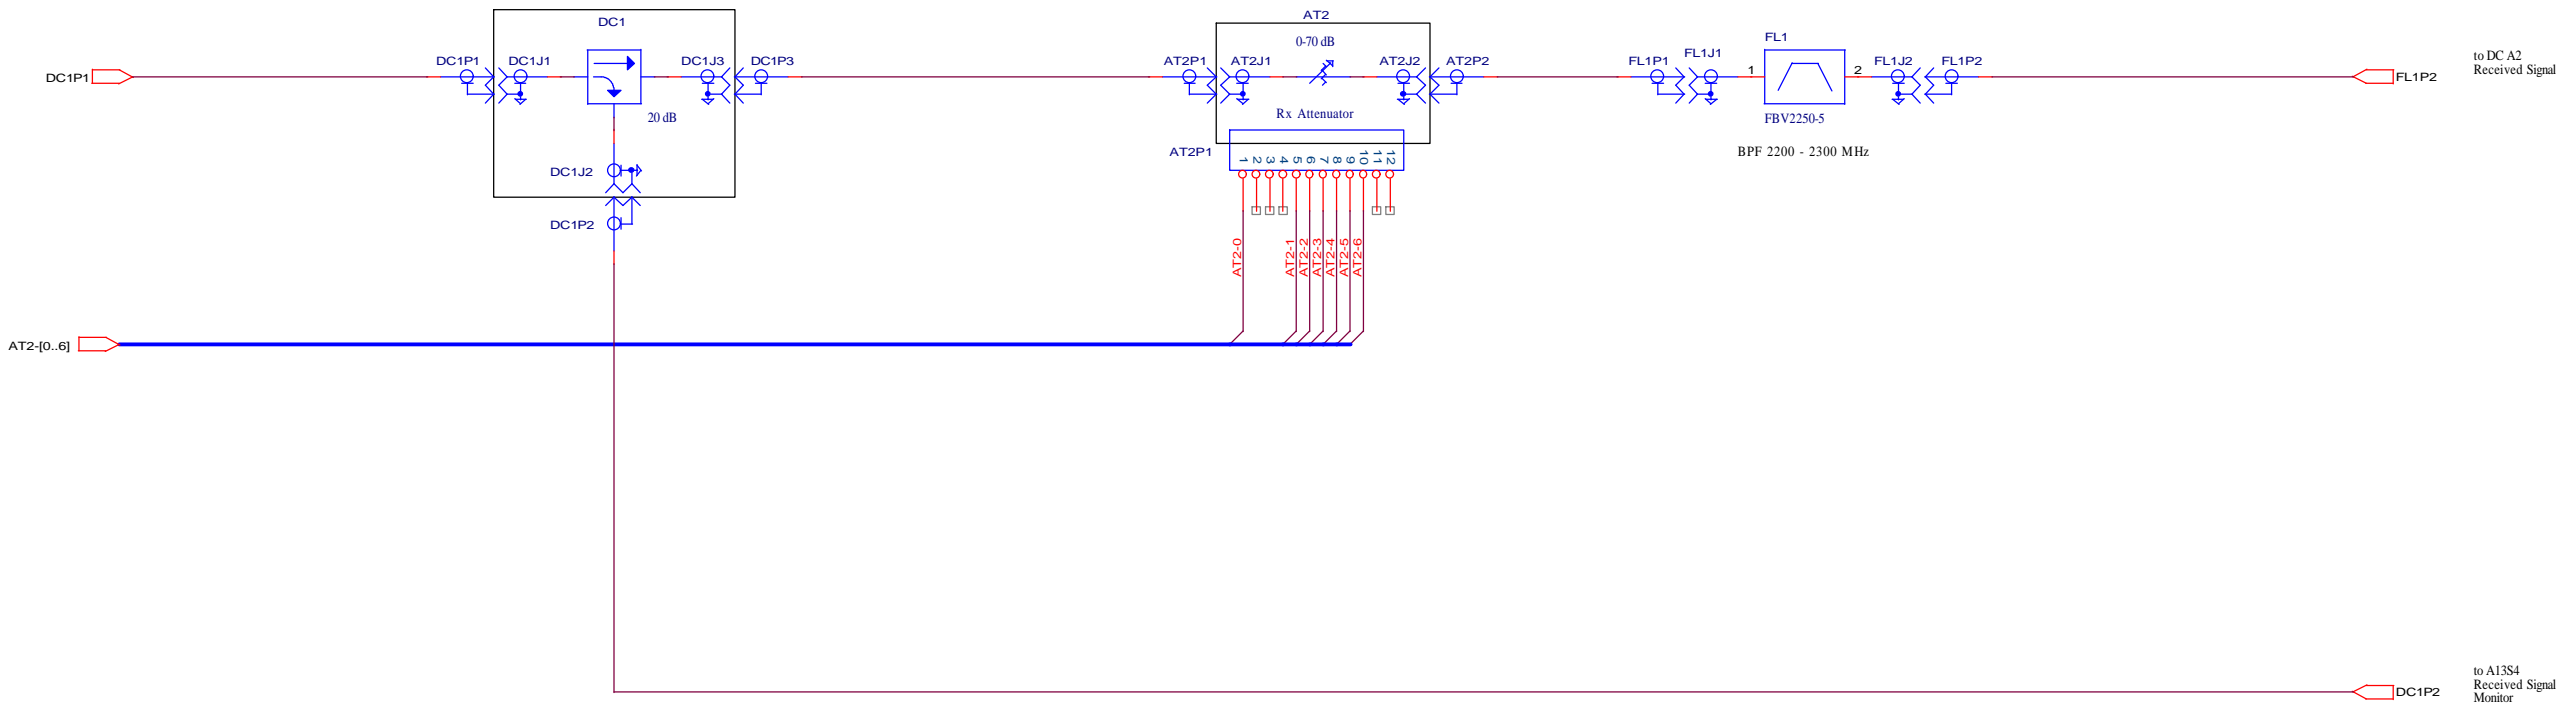 DC1
AT2
0-70 dB
FL1
to DC A2
Received Signal
DC1P1
DC1P1
DC1J1
DC1J3
DC1P3
AT2P1
AT2J1
AT2J2
AT2P2
FL1P1
FL1J1
1
2
FL1J2
FL1P2
FL1P2
20 dB
Rx Attenuator
FBV2250-5
BPF 2200 - 2300 MHz
AT2P1
1
2
3
4
5
6
7
8
9
10
11
12
DC1J2
DC1P2
AT2-0
AT2-1
AT2-2
AT2-3
AT2-4
AT2-5
AT2-6
AT2-[0..6]
to A13S4
Received Signal
Monitor
DC1P2